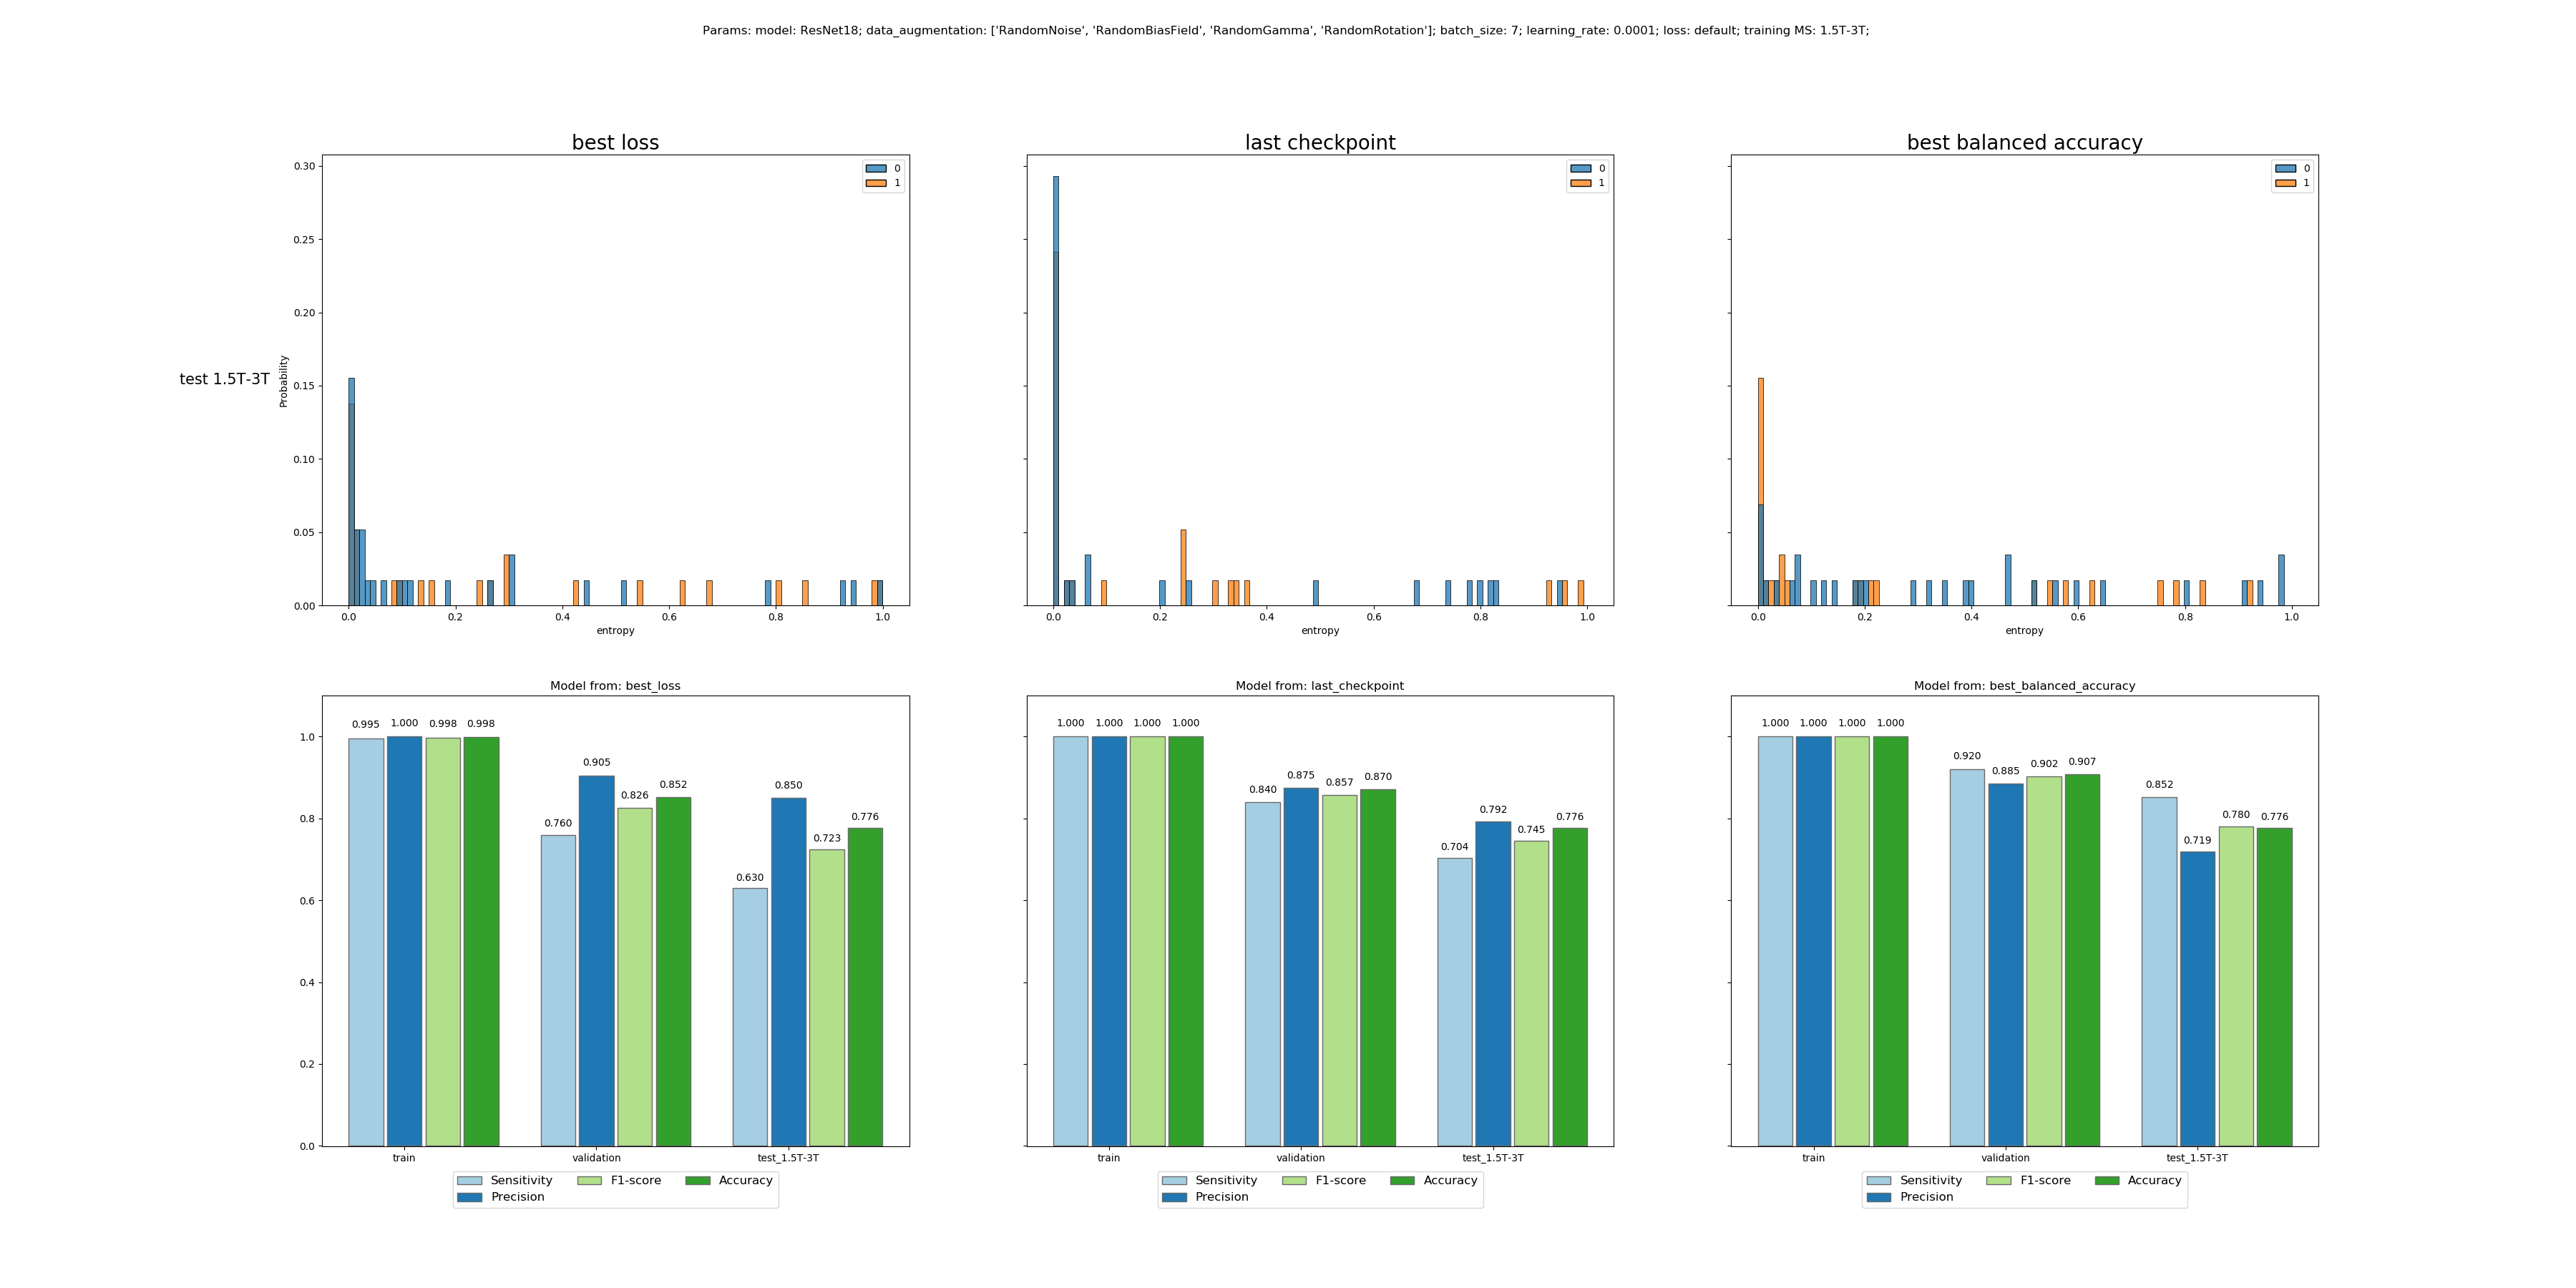 Params: model: ResNet18; data_augmentation: ['RandomNoise', 'RandomBiasField', 'RandomGamma', 'RandomRotation']; batch_size: 7; learning_rate: 0.0001; loss: default; training MS: 1.5T-3T;
best loss
0
1
0.30
0.25
0.20
0.15
0.10
0.05
0.00
Probability
test 1.5T-3T
0.0 0.2 0.4 0.6 0.8 1.0
entropy
last checkpoint
0
1
0.0 0.2 0.4 0.6 0.8 1.0
entropy
best balanced accuracy
0
1
0.0 0.2 0.4 0.6 0.8 1.0
entropy
Model from: best_loss
1.0
0.8
0.6
0.4
0.2
0.0
0.995 1.000 0.998 0.998
0.760 0.905 0.826 0.852
0.630 0.850 0.723 0.776
train validation test_1.5T-3T
Sensitivity F1-score Accuracy
Precision
Model from: last_checkpoint
1.000 1.000 1.000 1.000
0.840 0.875 0.857 0.870
0.704 0.792 0.745 0.776
train validation test_1.5T-3T
Sensitivity F1-score Accuracy
Precision
Model from: best_balanced_accuracy
1.000 1.000 1.000 1.000
0.920 0.885 0.902 0.907
0.852 0.719 0.780 0.776
train validation test_1.5T-3T
Sensitivity F1-score Accuracy
Precision